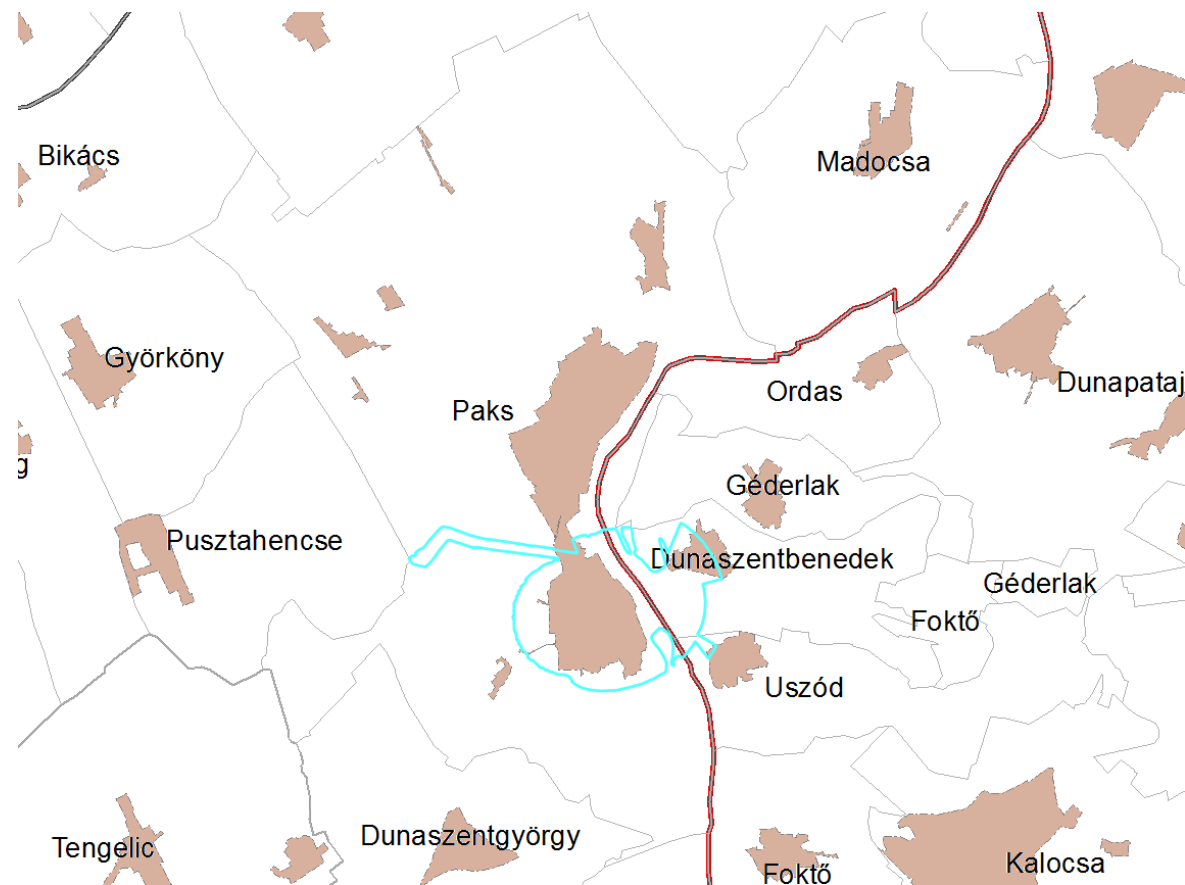 Bikács
Madocsa
Györköny
Ordas
Dunapataj
Paks
g
Géderlak
Pusztahencse
Dunaszentbenedek
Géderlak
Foktő
Uszód
Dunaszentgyörgy
Tengelic
Kalocsa
Foktő